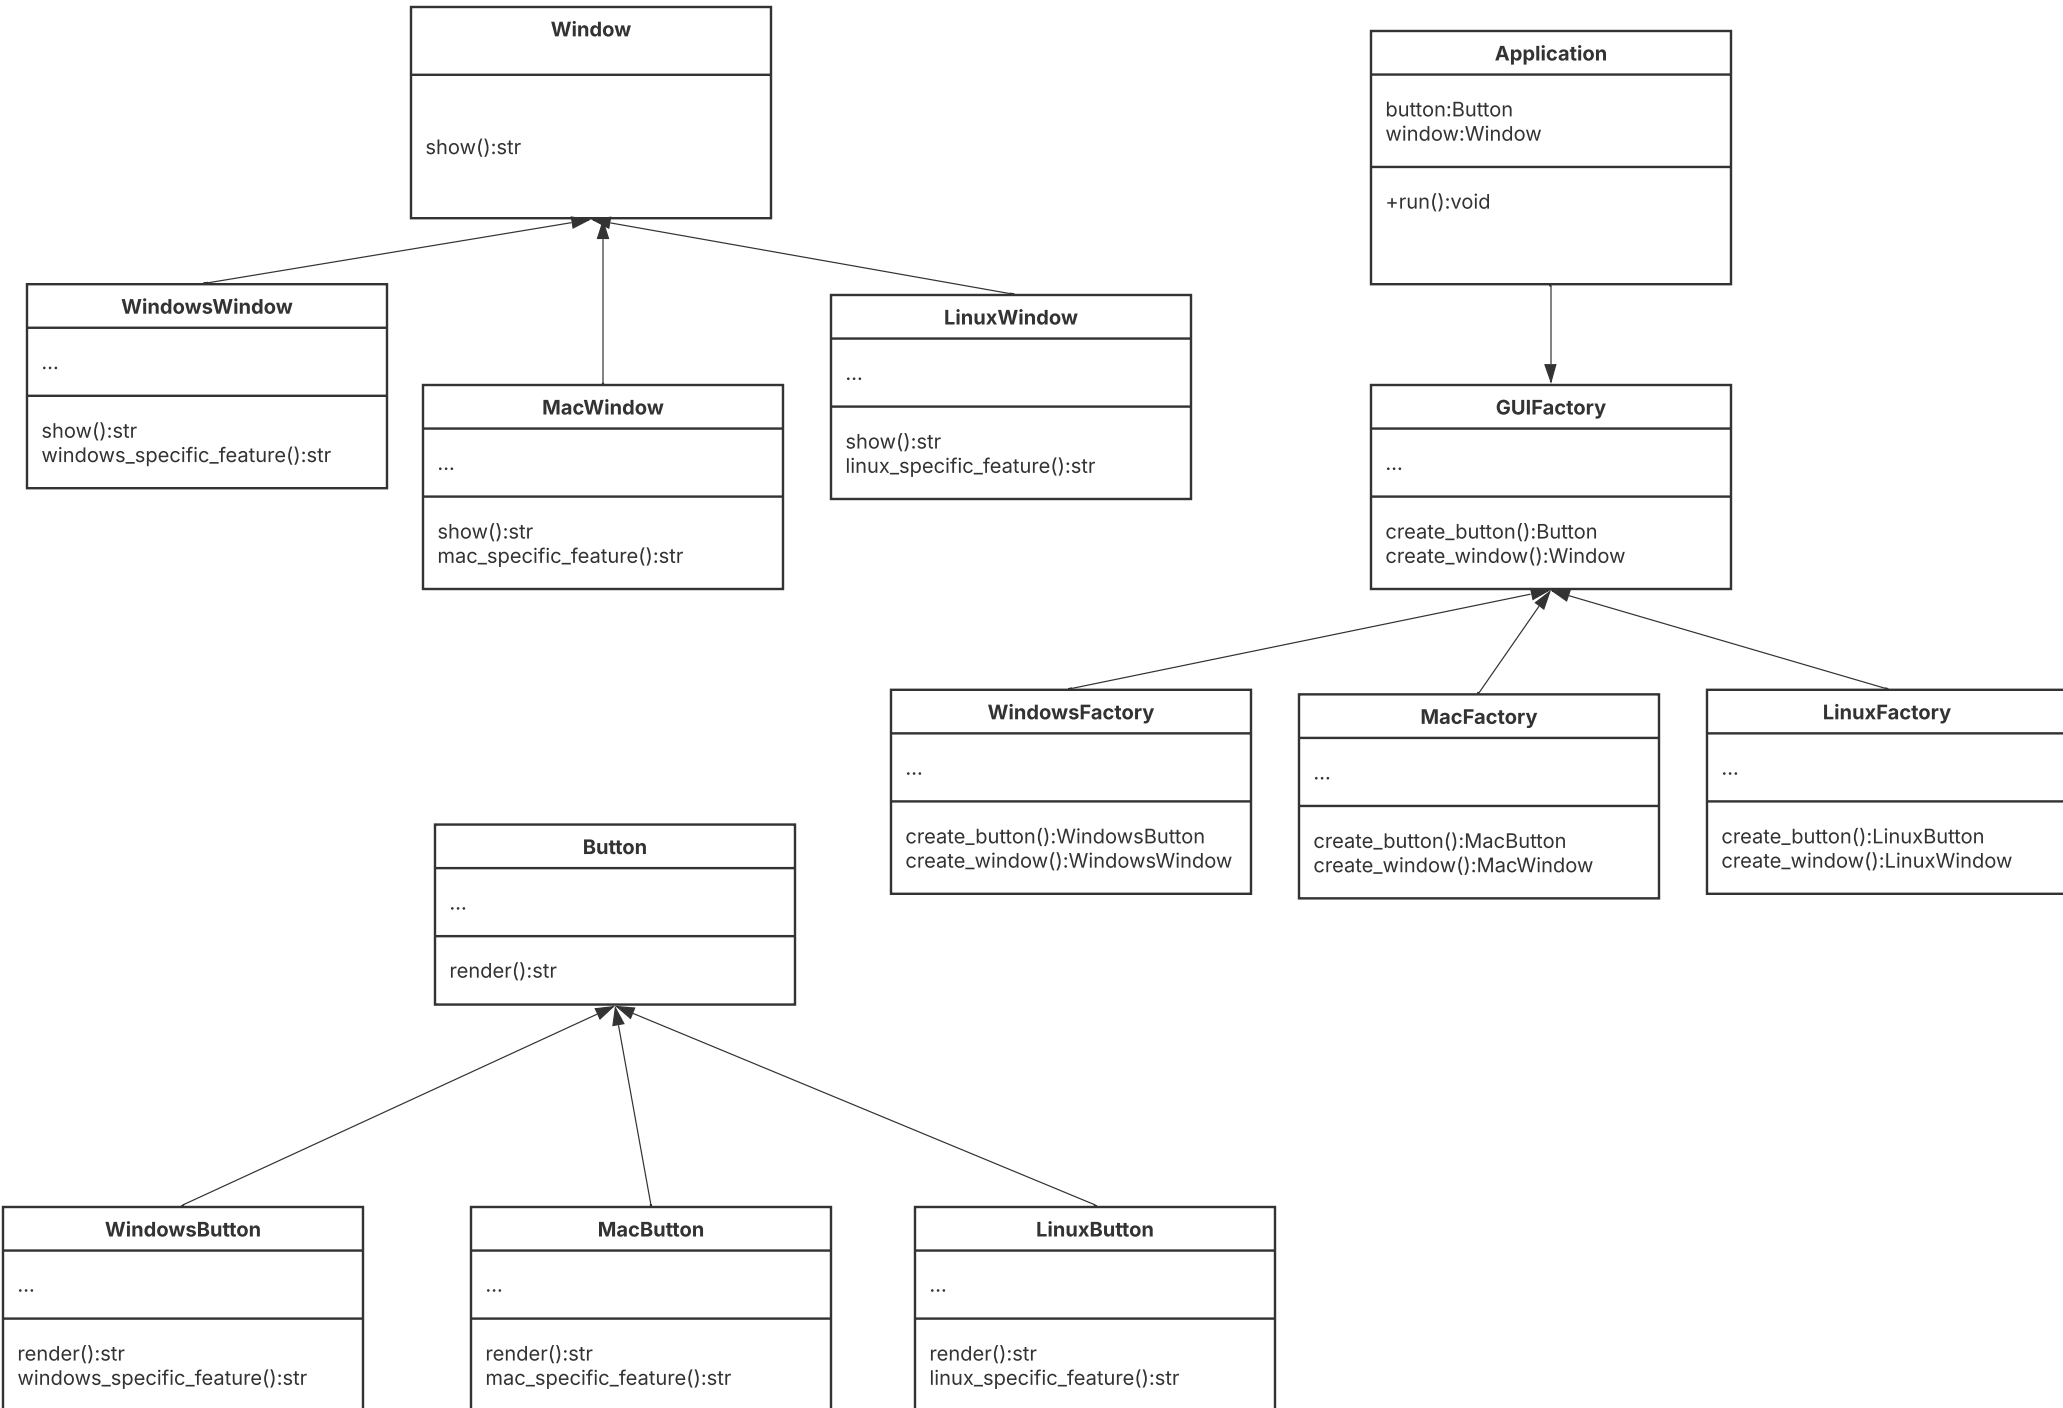 Window
show():str
Application
button:Button
window:Window
+run():void
WindowsWindow
...
show():str
windows_specific_feature():str
MacWindow
...
show():str
mac_specific_feature():str
LinuxWindow
...
show():str
linux_specific_feature():str
GUIFactory
...
create_button():Button
create_window():Window
WindowsFactory
...
create_button():WindowsButton
create_window():WindowsWindow
MacFactory
...
create_button():MacButton
create_window():MacWindow
LinuxFactory
...
create_button():LinuxButton
create_window():LinuxWindow
Button
...
render():str
WindowsButton
...
render():str
windows_specific_feature():str
MacButton
...
render():str
mac_specific_feature():str
LinuxButton
...
render():str
linux_specific_feature():str